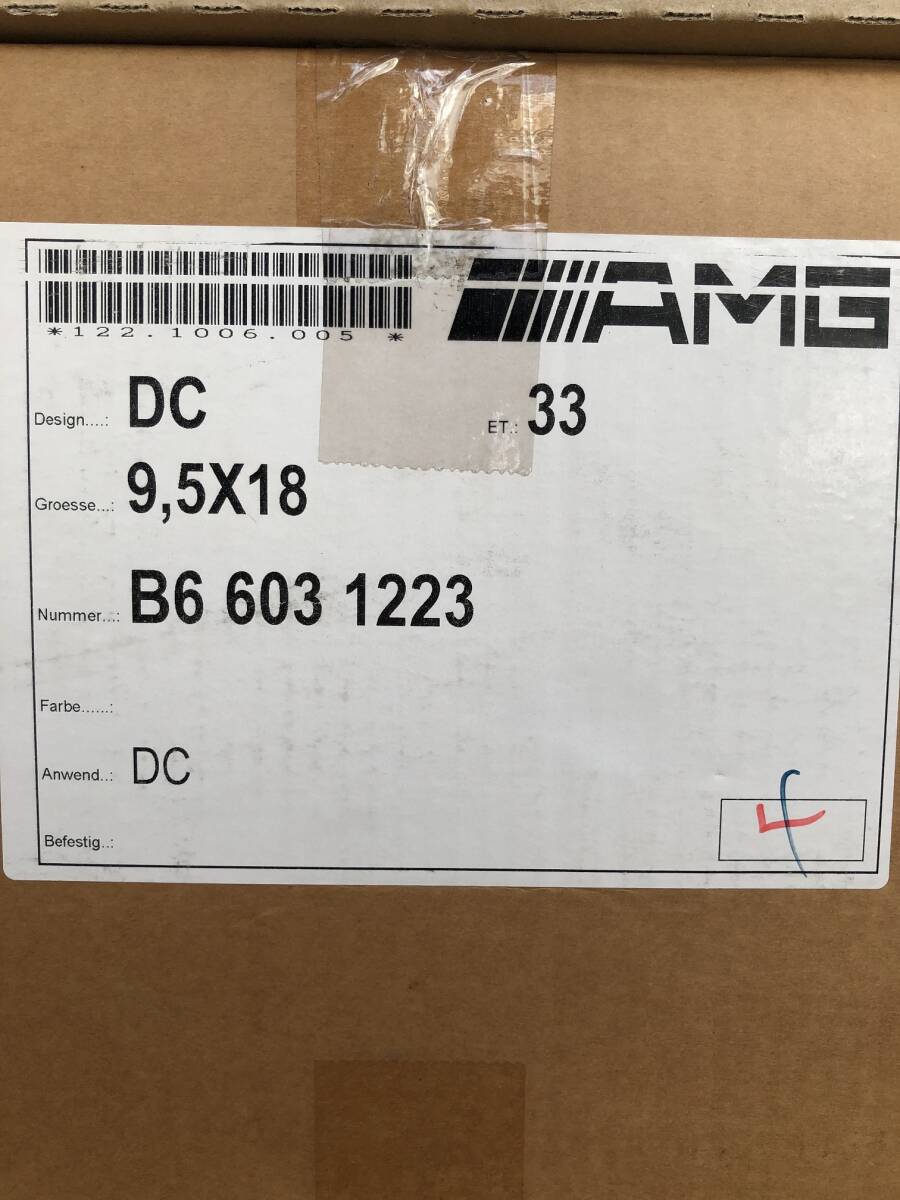 *122.1006.005 *
AMG
Design....: DC
ET.: 33
Groesse...: 9,5X18
Nummer...: B6 603 1223
Farbe......:
Anwend..: DC
Befestig..: